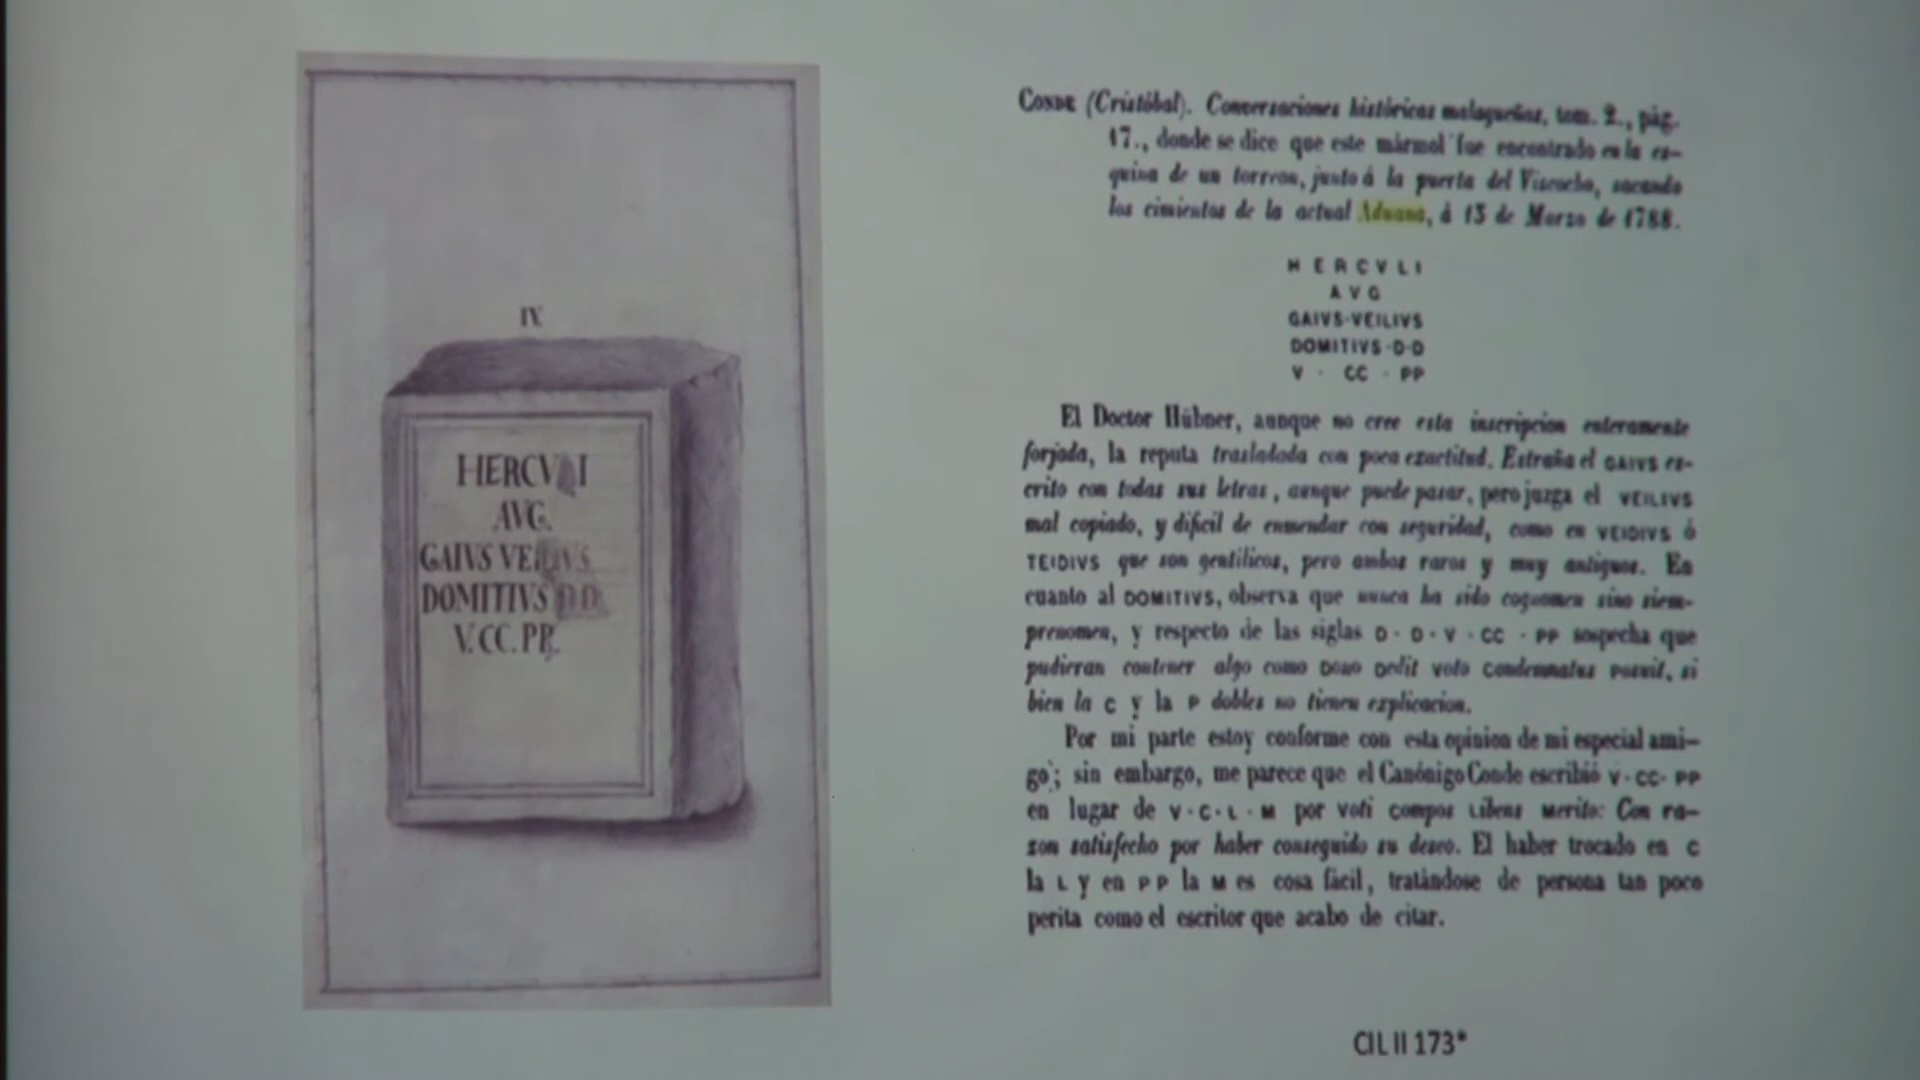 IX
HERCVLI
AVG.
GAIVS VEILIVS
DOMITIVS D D
V. CC. PP.
CONDE (Cristóbal). Conversaciones históricas malagueñas, tom. 2., pàg.
17., donde se dice que este mármol fue encontrado en la es-
quina de un torreon, junto á la puerta del Viscocho, sacando
los cimientos de la actual Aduana, á 13 de Marzo de 1788.
HERCVLI
AVG
GAIVS·VEILIVS
DOMITIVS·D·D
V · CC · PP
El Doctor Hübner, aunque no cree esta inscripcion enteramente
forjada, la reputa trasladada con poca exactitud. Estraña el GAIVS es-
crito con todas sus letras, aunque puede pasar, pero juzga el VEILIVS
mal copiado, y dificil de enmendar con seguridad, como en VEIDIVS ó
TEIDIVS que son gentilicos, pero ambos raros y muy antiguos. En
cuanto al DOMITIVS, observa que nunca ha sido cognomen sino siem-
prenomen, y respecto de las siglas D · D · V · CC · PP sospecha que
pudieran contener algo como DONO DEDIT VOTO CONDEMNATUS POSUIT, si
bien la C y la P dobles no tienen explicacion.
Por mi parte estoy conforme con esta opinion de mi especial ami-
go; sin embargo, me parece que el Canónigo Conde escribió V·CC·PP
en lugar de V·C·L·M por voti compos Libens Merito: Con ra-
zon satisfecho por haber conseguido su deseo. El haber trocado en C
la L y en PP la M es cosa fácil, tratándose de persona tan poco
perita como el escritor que acabo de citar.
CIL II 173*